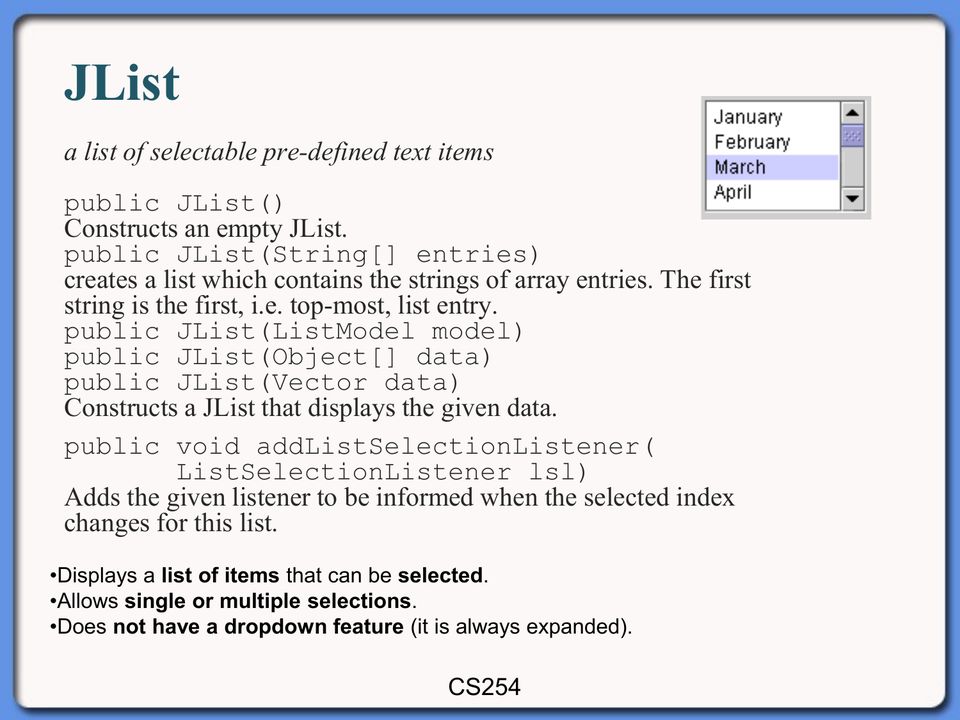 JList
a list of selectable pre-defined text items
January
February
March
April
public JList()
Constructs an empty JList.
public JList(String[] entries)
creates a list which contains the strings of array entries. The first
string is the first, i.e. top-most, list entry.
public JList(ListModel model)
public JList(Object[] data)
public JList(Vector data)
Constructs a JList that displays the given data.
public void addListSelectionListener(
ListSelectionListener lsl)
Adds the given listener to be informed when the selected index
changes for this list.
•Displays a list of items that can be selected.
•Allows single or multiple selections.
•Does not have a dropdown feature (it is always expanded).
CS254